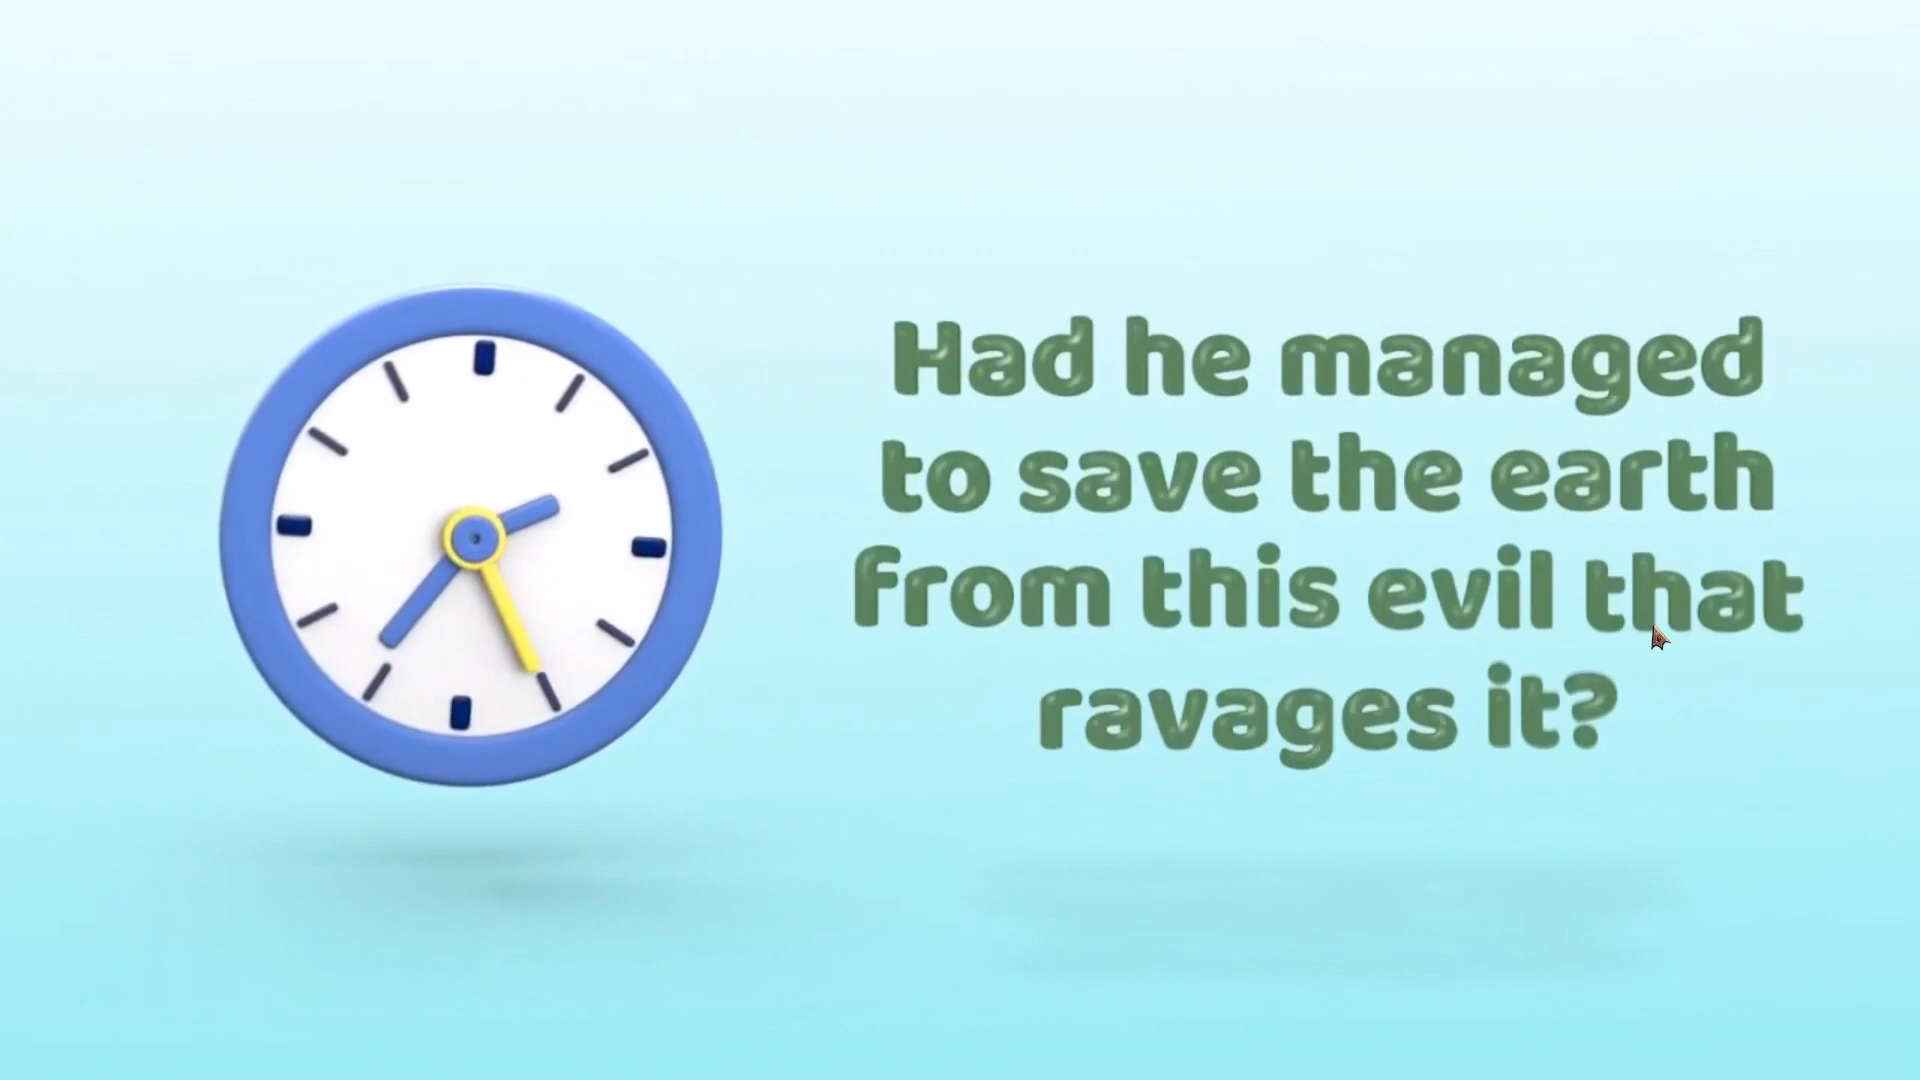 Had he managed
to save the earth
from this evil that
ravages it?